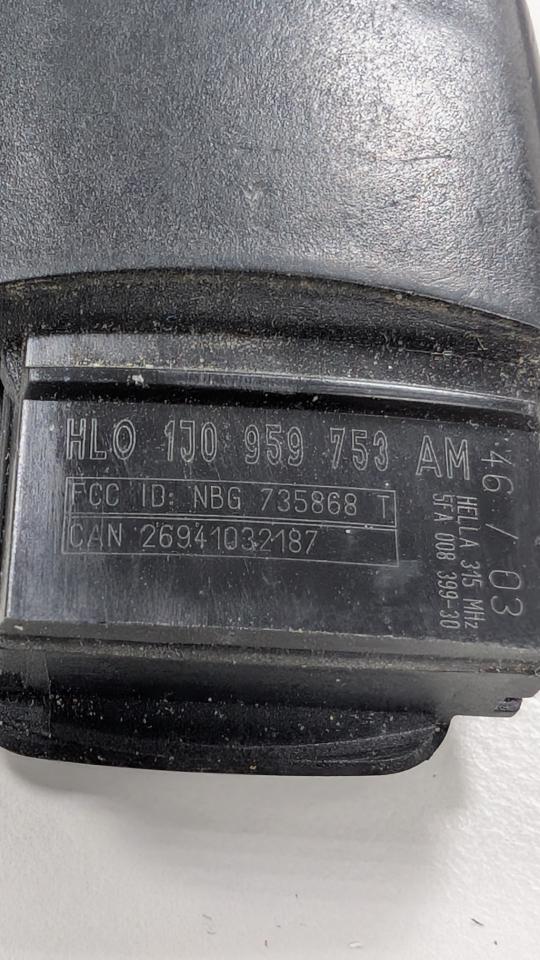 HLO 1J0 959 753 AM
FCC ID: NBG 735868 T
CAN 26941032187
46 / 03
HELLA 315 MHz
5FA 008 399-30